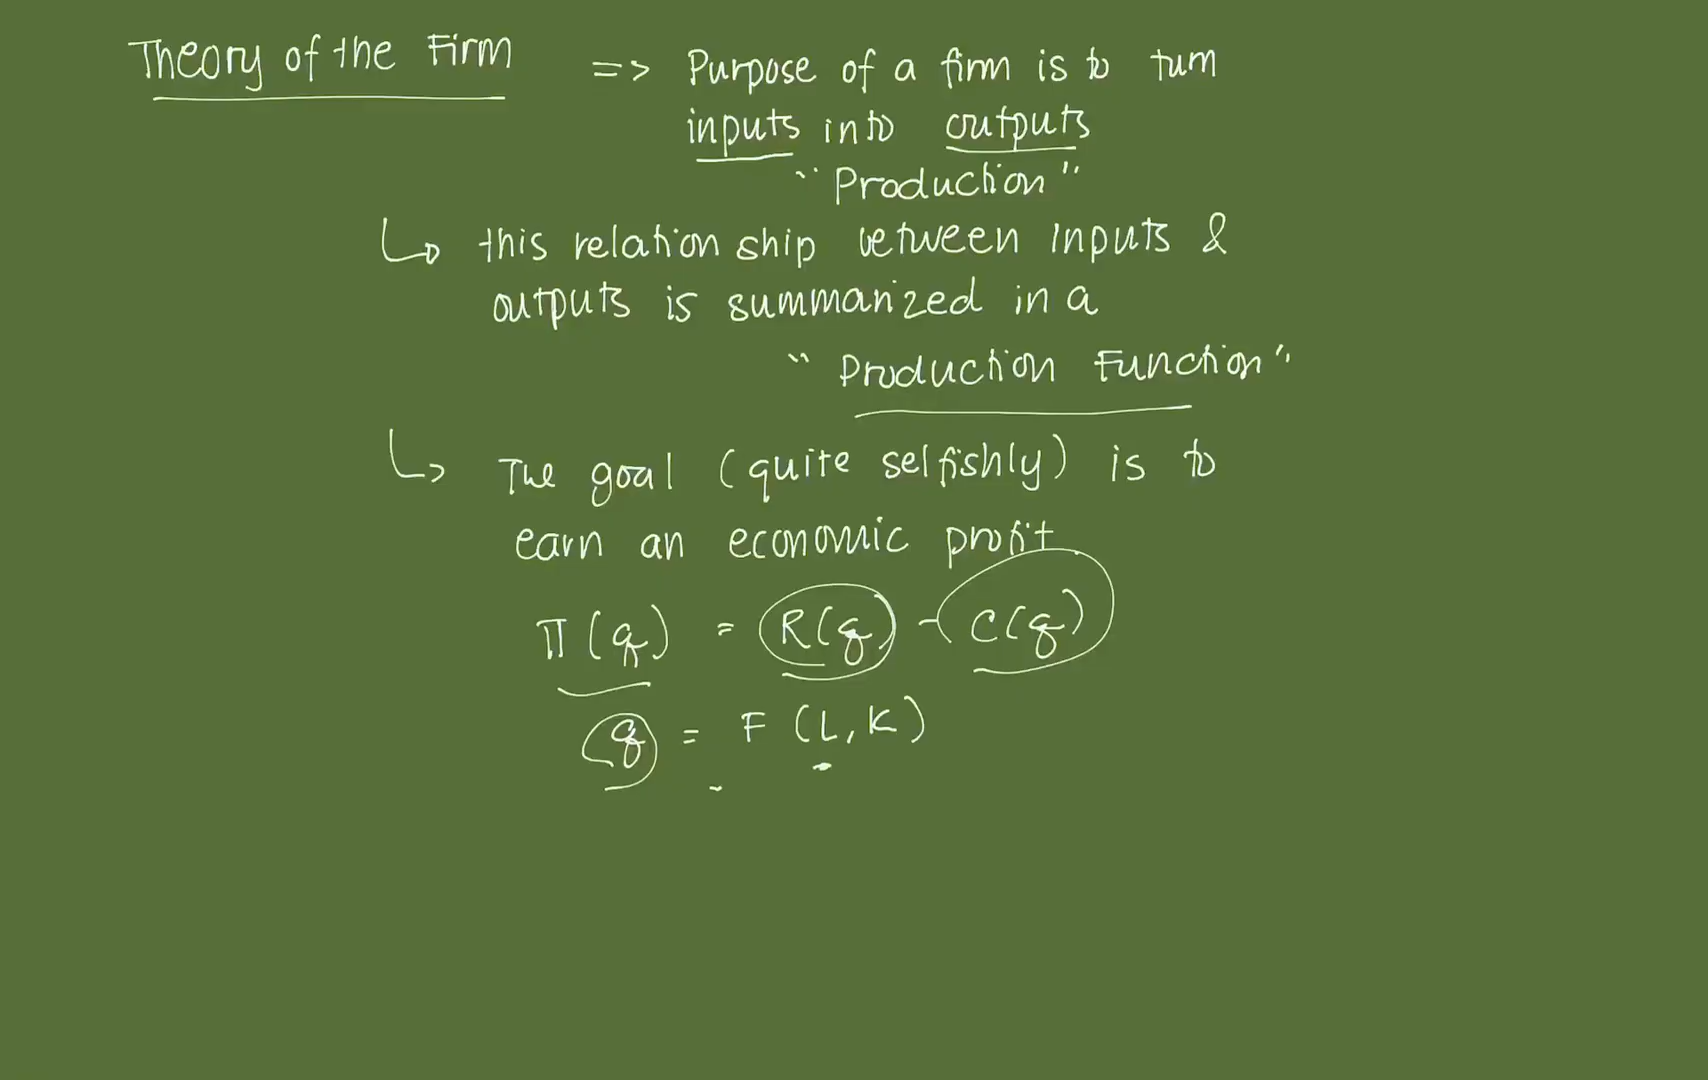 Theory of the Firm => Purpose of a firm is to turn
inputs into outputs
"Production"
↳ this relationship between inputs &
outputs is summarized in a
"Production Function"
↳ The goal (quite selfishly) is to
earn an economic profit
π(q) = R(q) - C(q)
q = F(L,K)